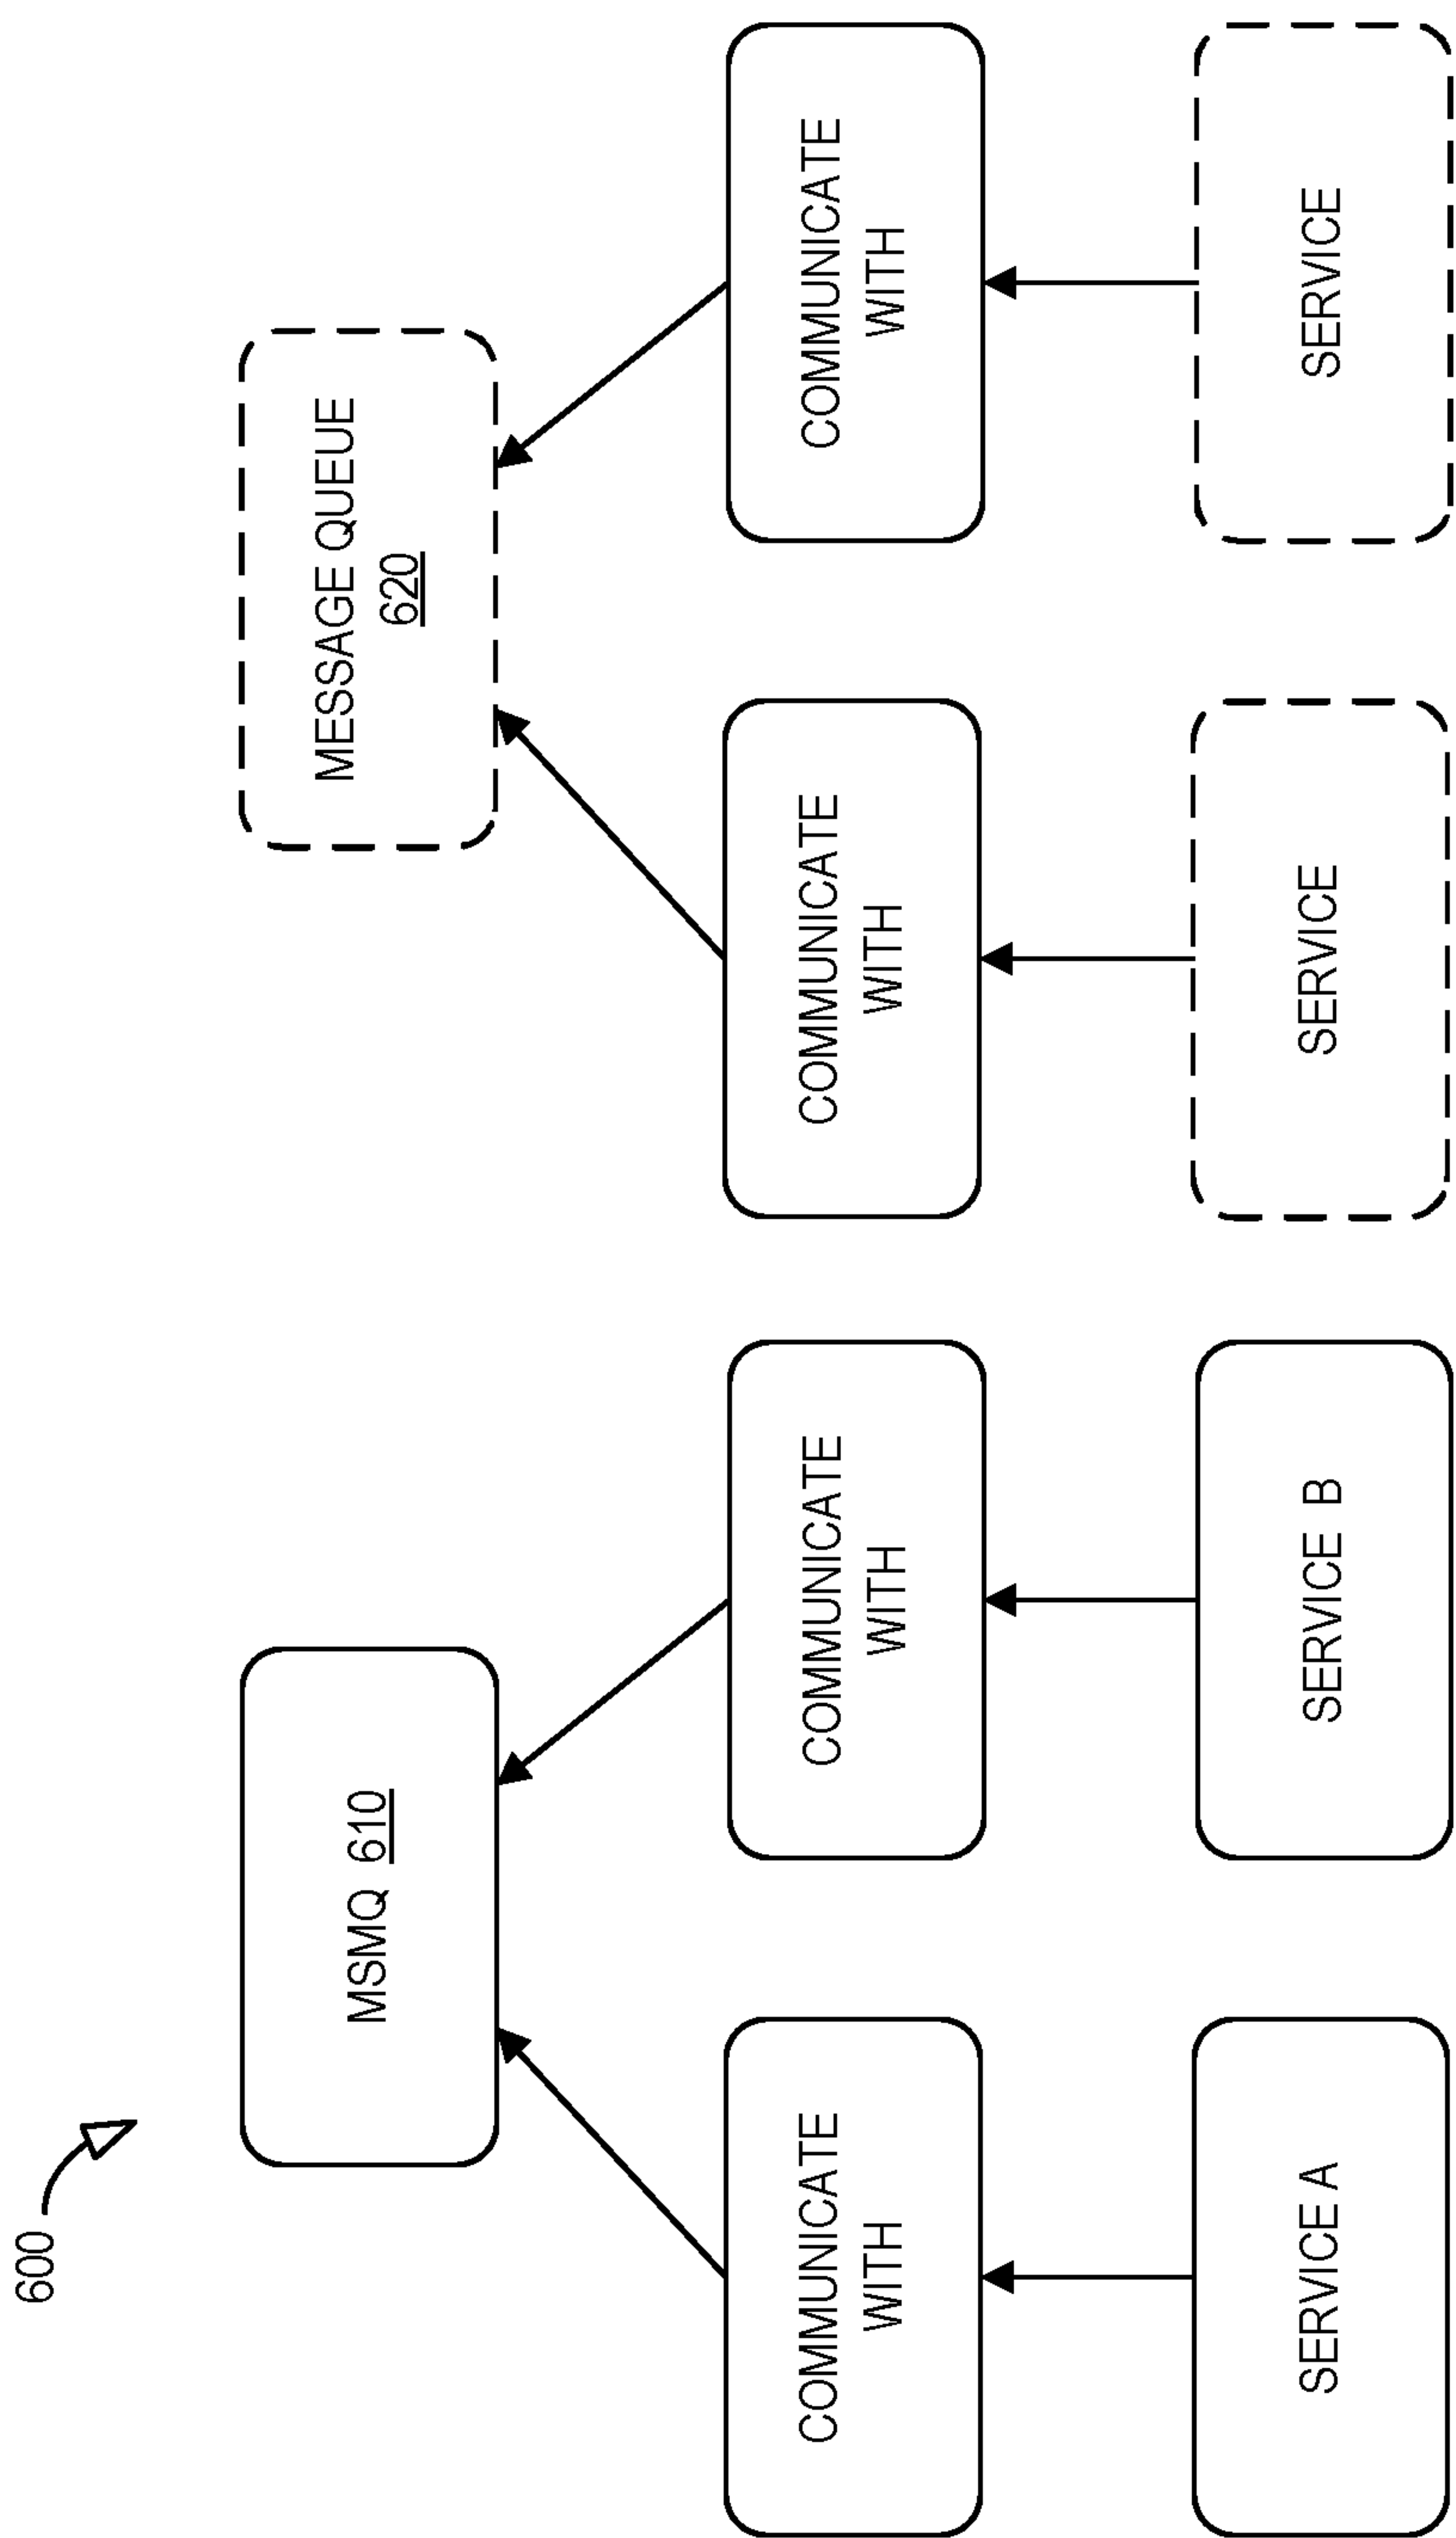 600
MSMQ 610
MESSAGE QUEUE
620
COMMUNICATE
WITH
COMMUNICATE
WITH
COMMUNICATE
WITH
COMMUNICATE
WITH
SERVICE A
SERVICE B
SERVICE
SERVICE